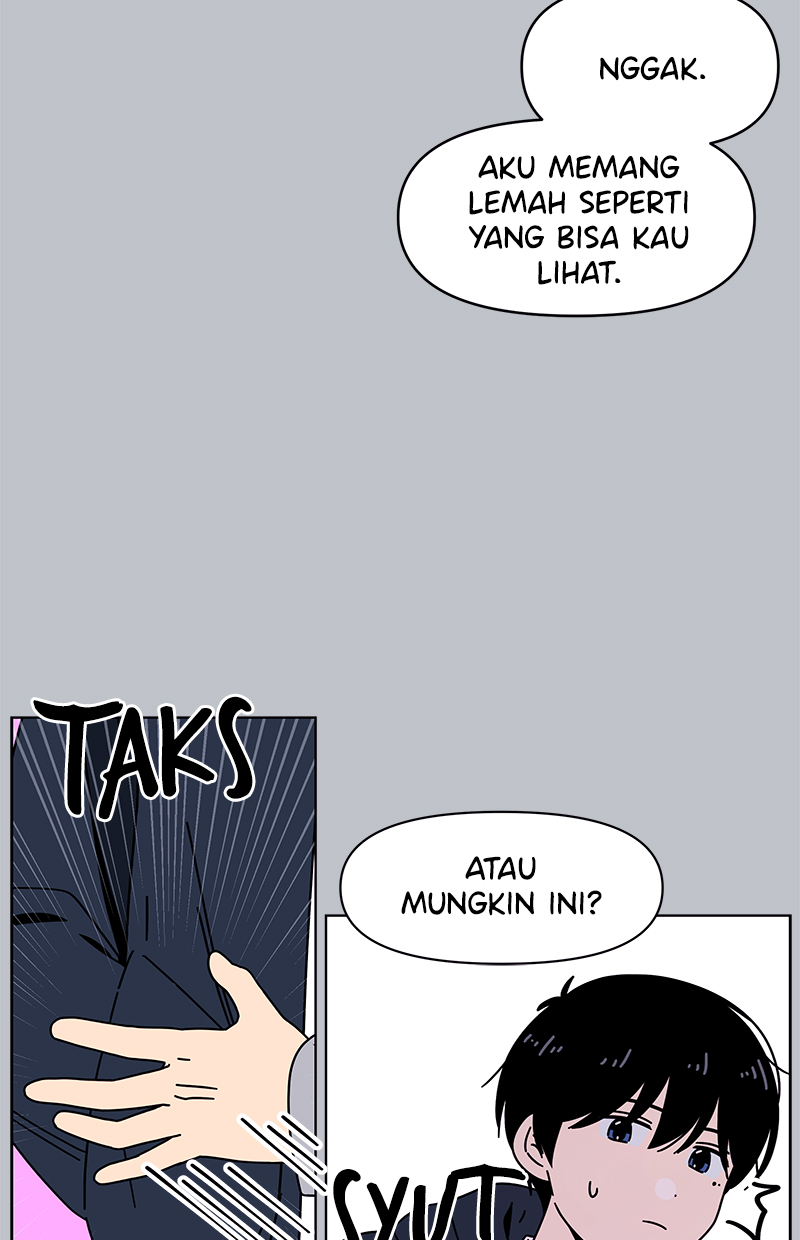 NGGAK.
AKU MEMANG
LEMAH SEPERTI
YANG BISA KAU
LIHAT.
TAKS
ATAU
MUNGKIN INI?
SYUT